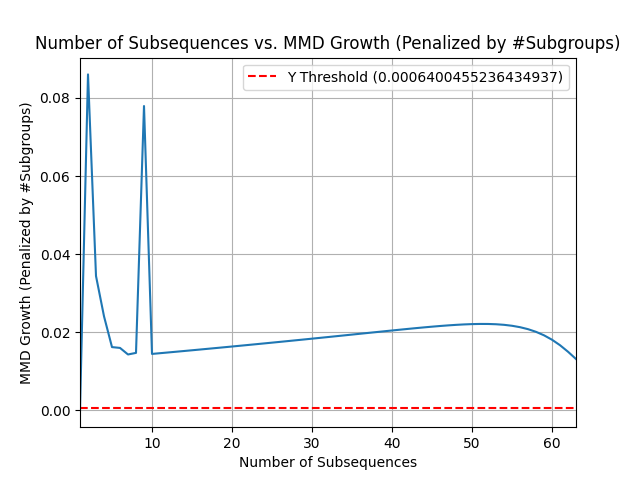 Number of Subsequences vs. MMD Growth (Penalized by #Subgroups)
Y Threshold (0.0006400455236434937)
MMD Growth (Penalized by #Subgroups)
0.08
0.06
0.04
0.02
0.00
10 20 30 40 50 60
Number of Subsequences